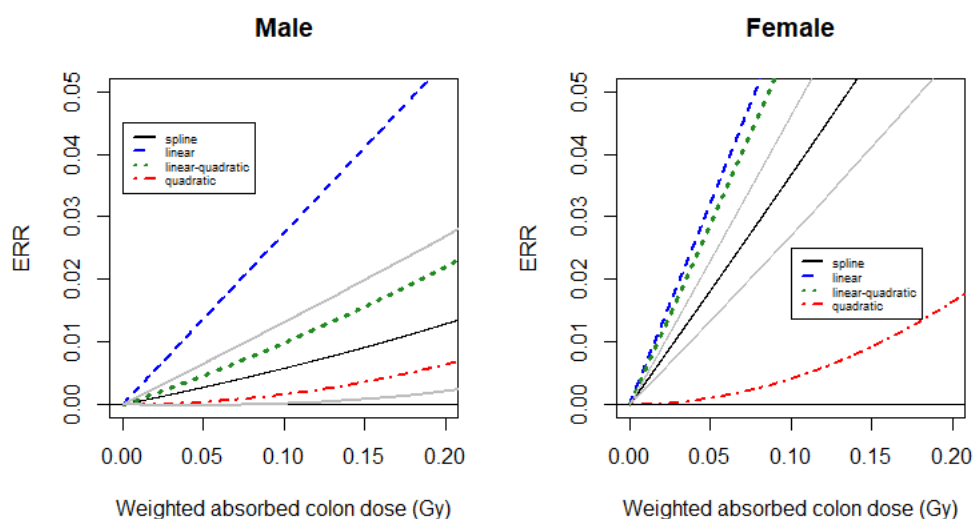 Male
ERR
0.00 0.01 0.02 0.03 0.04 0.05
spline
linear
linear-quadratic
quadratic
0.00 0.05 0.10 0.15 0.20
Weighted absorbed colon dose (Gy)
Female
ERR
0.00 0.01 0.02 0.03 0.04 0.05
spline
linear
linear-quadratic
quadratic
0.00 0.05 0.10 0.15 0.20
Weighted absorbed colon dose (Gy)